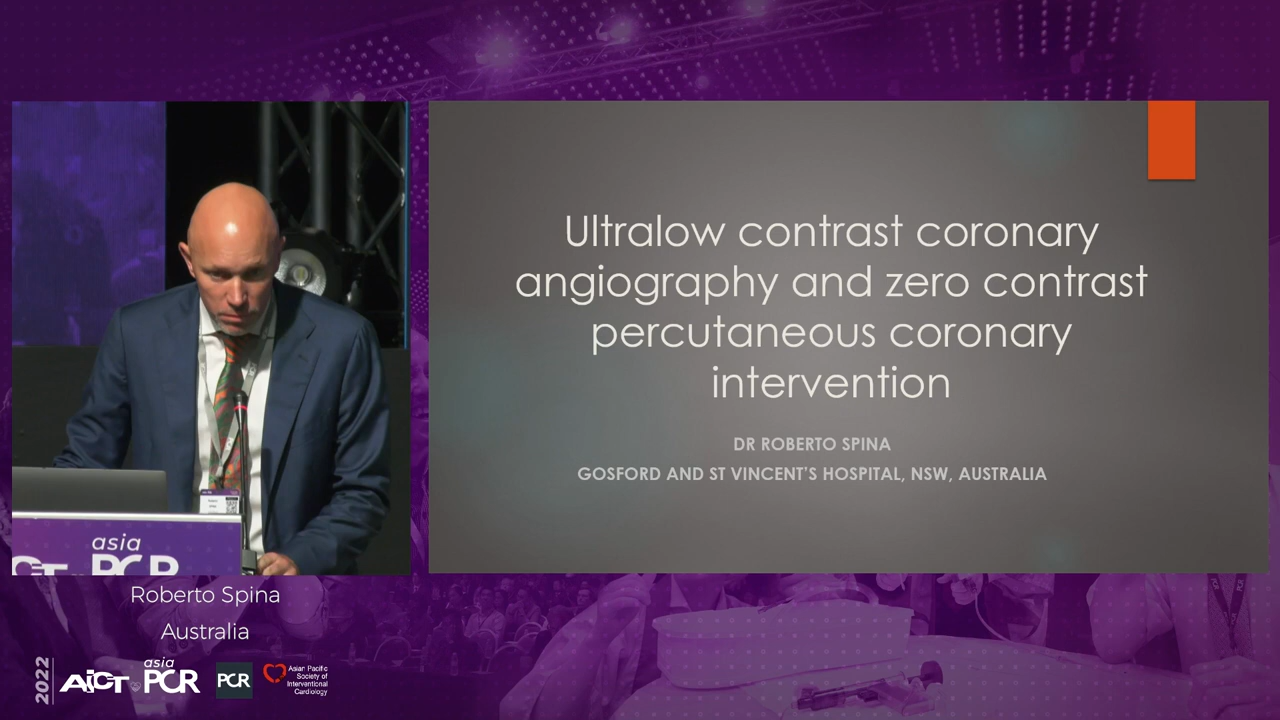 Ultralow contrast coronary
angiography and zero contrast
percutaneous coronary
intervention
DR ROBERTO SPINA
GOSFORD AND ST VINCENT'S HOSPITAL, NSW, AUSTRALIA
asia
PCR
Roberto Spina
Australia
2022
AICT
asia
PCR
PCR
Asian Pacific
Society of
Interventional
Cardiology